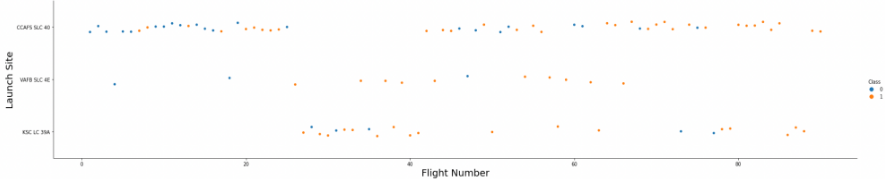 CCAFS SLC 40
VAFB SLC 4E
KSC LC 39A
Launch Site
0
20
40
60
80
Flight Number
Class
0
1